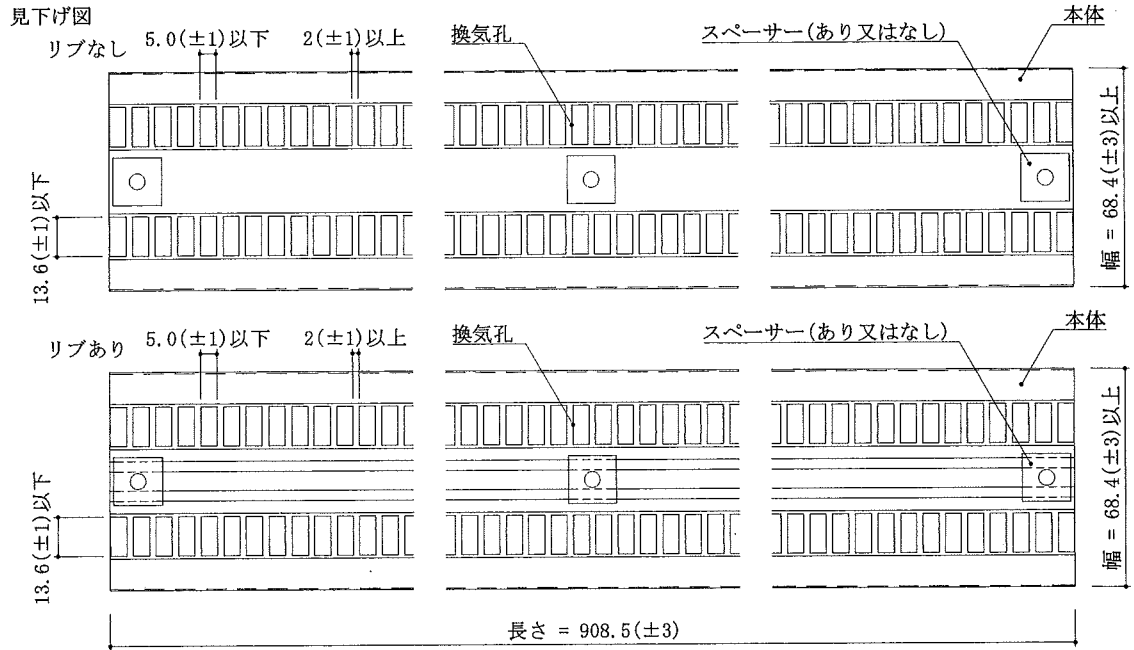 見下げ図
リブなし 5.0(±1)以下 2(±1)以上 換気孔 スペーサー(あり又はなし) 本体
13.6(±1)以下
幅 = 68.4(±3)以上
リブあり 5.0(±1)以下 2(±1)以上 換気孔 スペーサー(あり又はなし) 本体
13.6(±1)以下
幅 = 68.4(±3)以上
長さ = 908.5(±3)